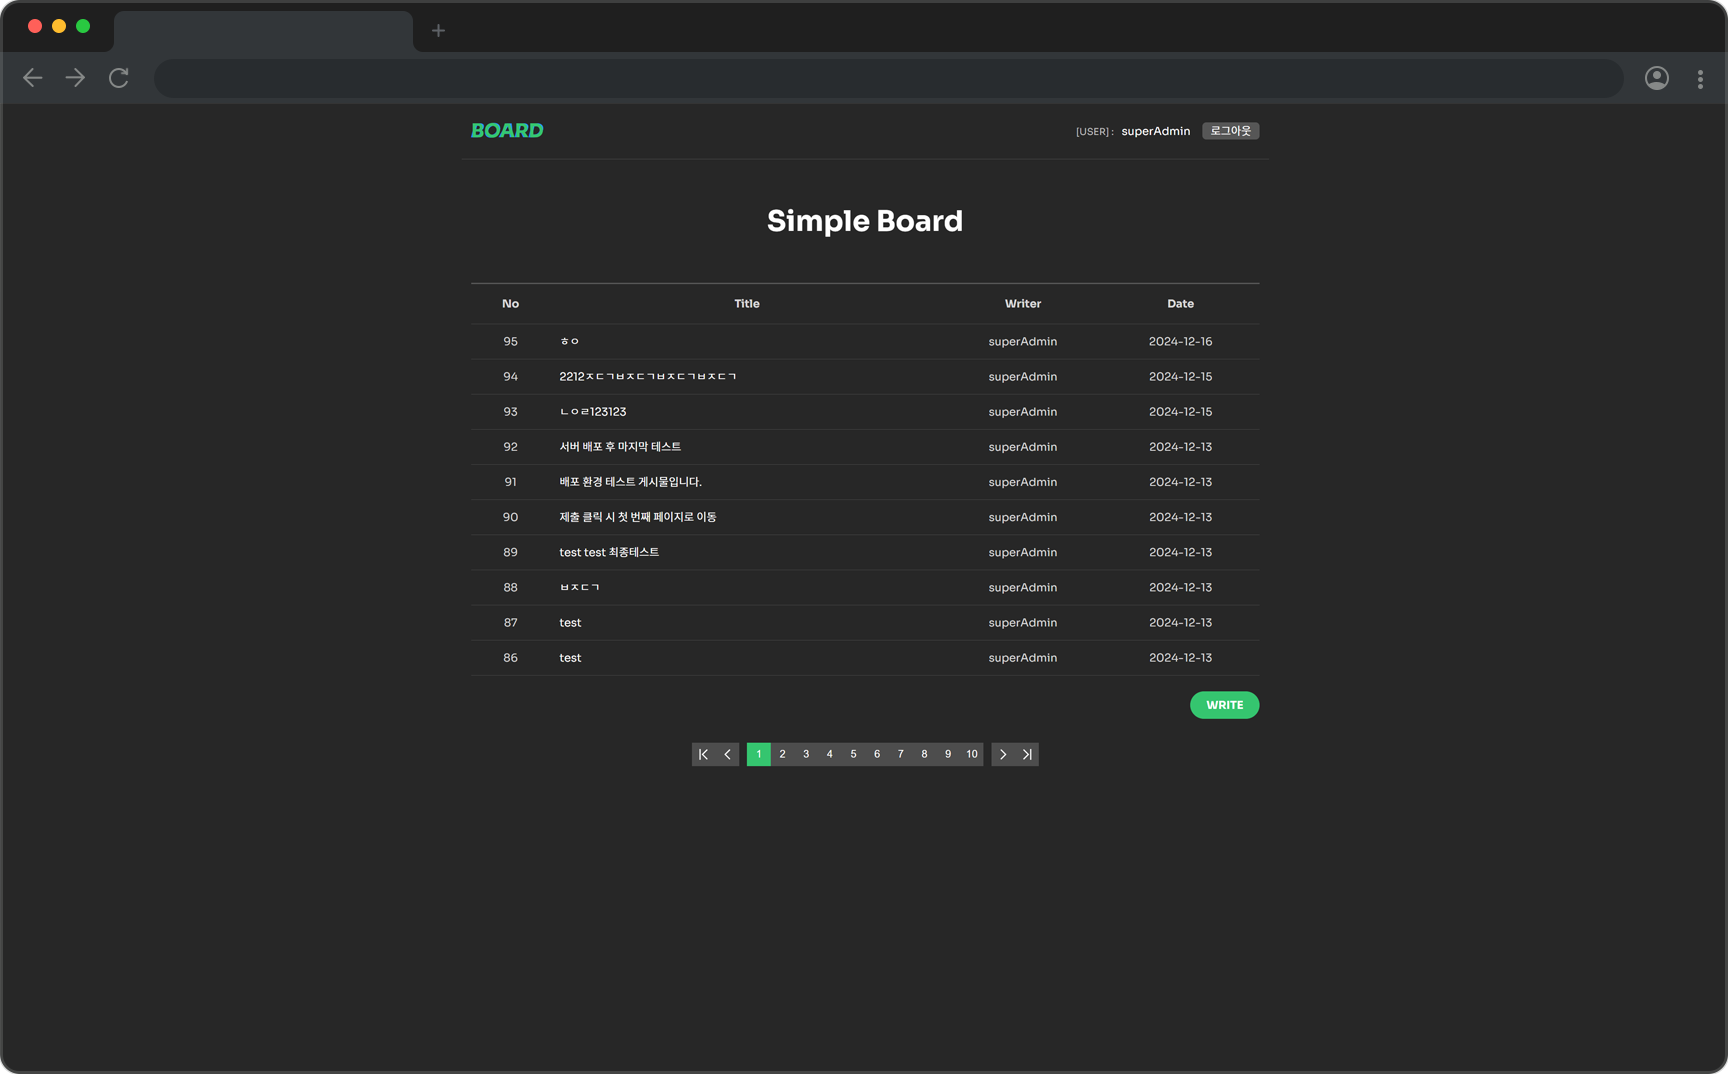 BOARD
[USER] : superAdmin 로그아웃
Simple Board
No Title Writer Date
95 ㅎㅇ superAdmin 2024-12-16
94 2212ㅈㄷㄱㅂㅈㄷㄱㅂㅈㄷㄱㅂㅈㄷㄱ superAdmin 2024-12-15
93 ㄴㅇㄹ123123 superAdmin 2024-12-15
92 서버 배포 후 마지막 테스트 superAdmin 2024-12-13
91 배포 환경 테스트 게시물입니다. superAdmin 2024-12-13
90 제출 클릭 시 첫 번째 페이지로 이동 superAdmin 2024-12-13
89 test test 최종테스트 superAdmin 2024-12-13
88 ㅂㅈㄷㄱ superAdmin 2024-12-13
87 test superAdmin 2024-12-13
86 test superAdmin 2024-12-13
WRITE
1 2 3 4 5 6 7 8 9 10